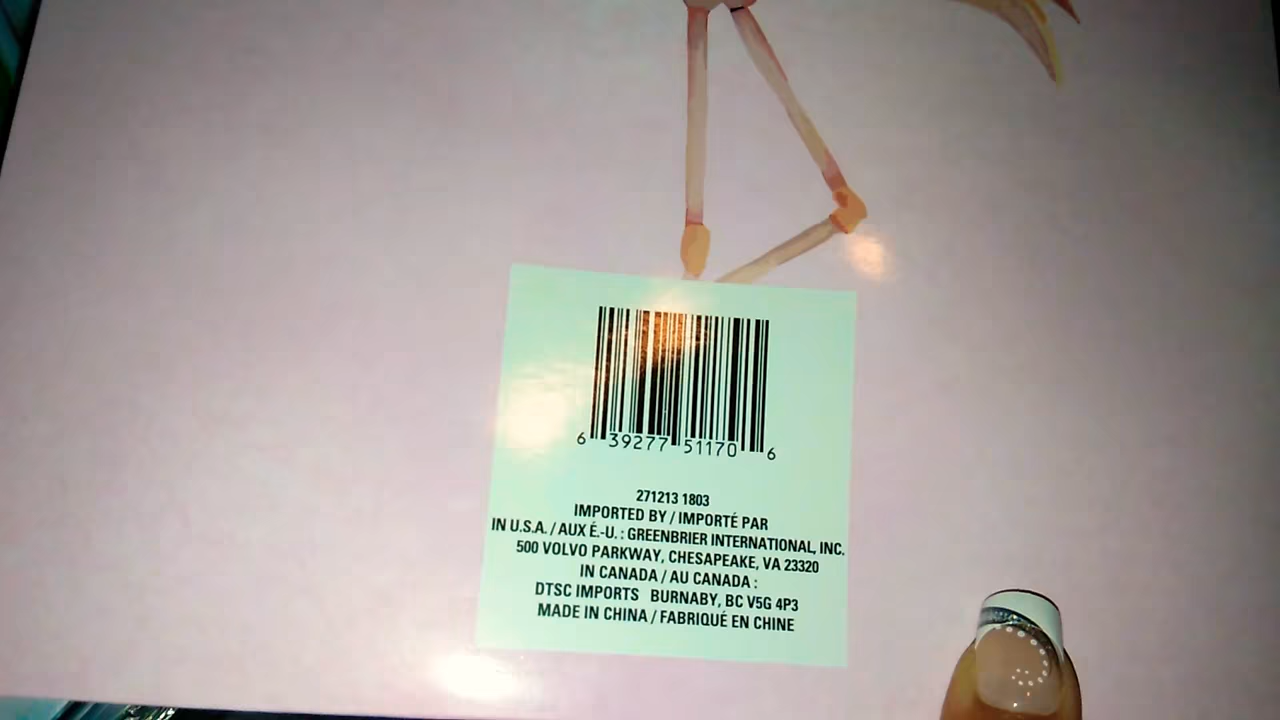 6 39277 51170 6
271213 1803
IMPORTED BY / IMPORTÉ PAR
IN U.S.A. / AUX É.-U. : GREENBRIER INTERNATIONAL, INC.
500 VOLVO PARKWAY, CHESAPEAKE, VA 23320
IN CANADA / AU CANADA :
DTSC IMPORTS BURNABY, BC V5G 4P3
MADE IN CHINA / FABRIQUÉ EN CHINE